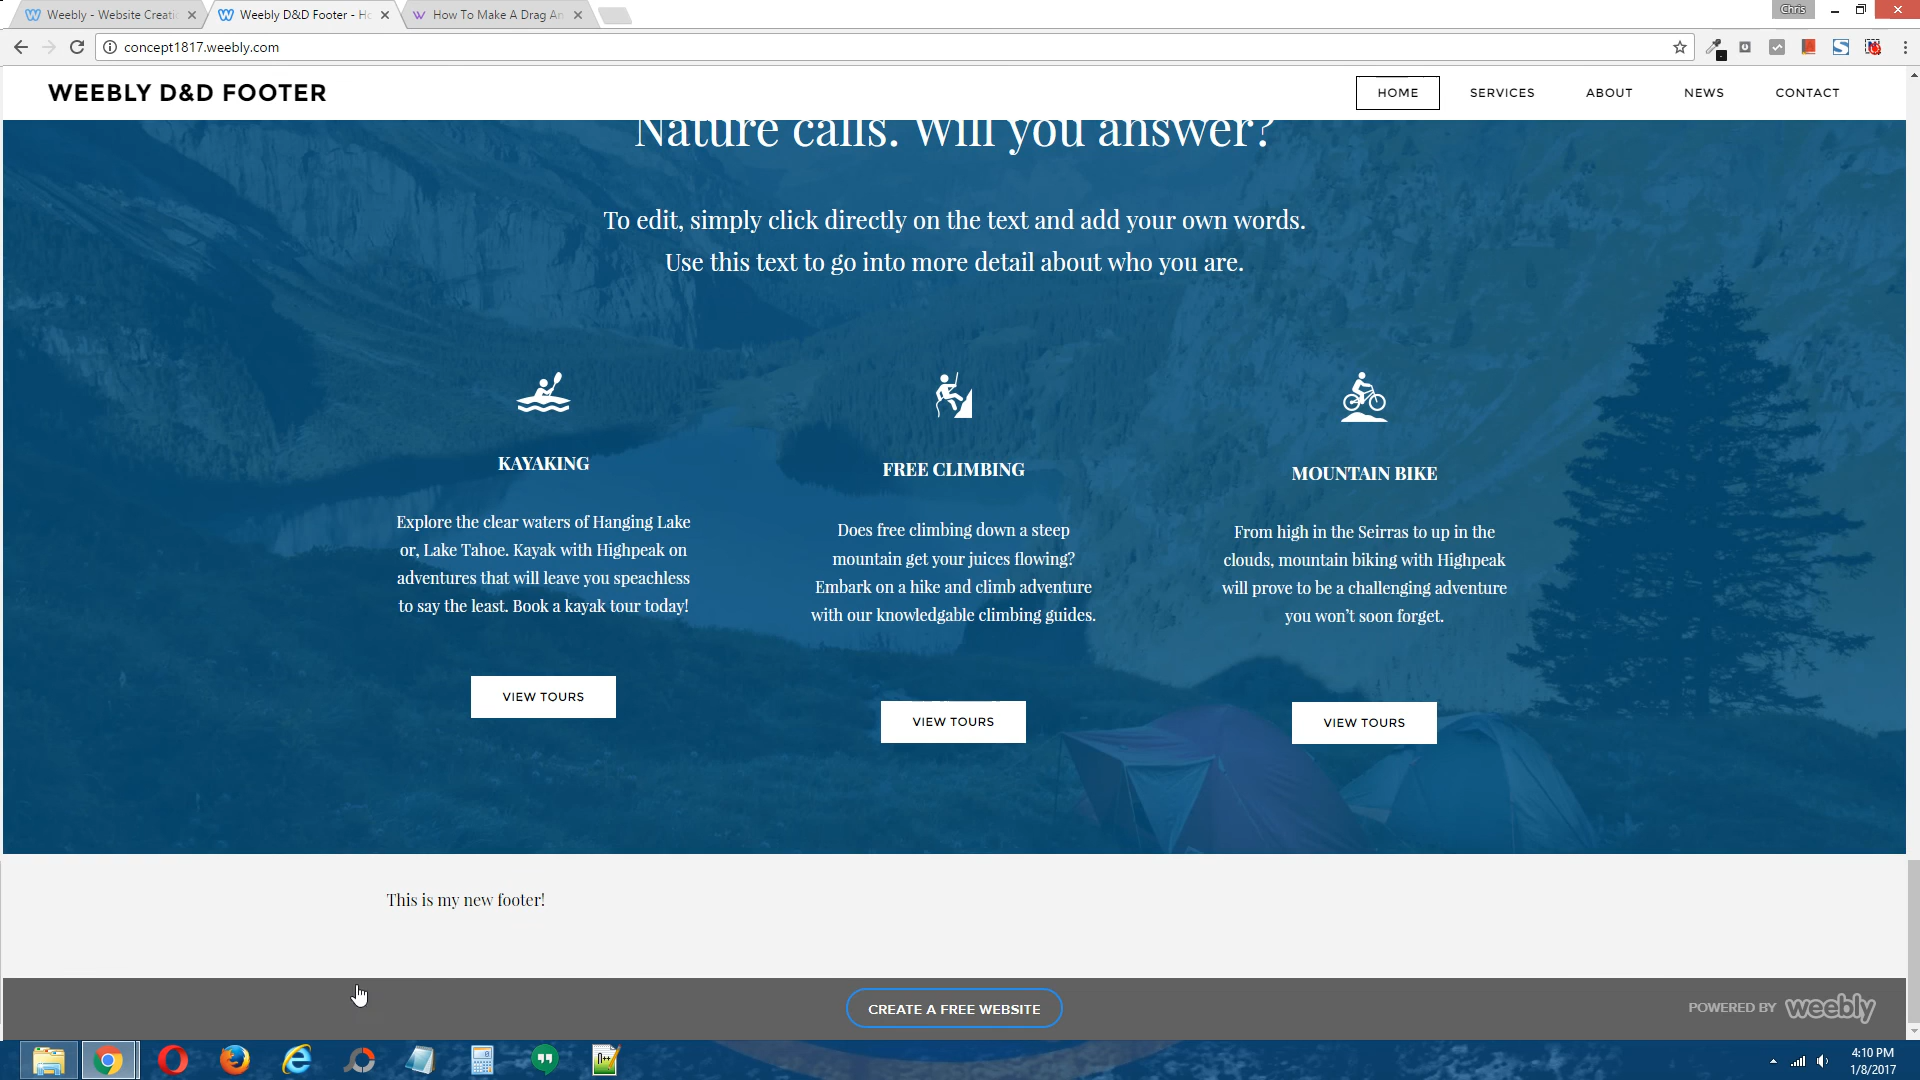 Weebly - Website Creati
Weebly D&D Footer - Ho
How To Make A Drag An
Chris
concept1817.weebly.com
WEEBLY D&D FOOTER
HOME
SERVICES
ABOUT
NEWS
CONTACT
Nature calls. Will you answer?
To edit, simply click directly on the text and add your own words.
Use this text to go into more detail about who you are.
KAYAKING
Explore the clear waters of Hanging Lake
or, Lake Tahoe. Kayak with Highpeak on
adventures that will leave you speachless
to say the least. Book a kayak tour today!
VIEW TOURS
FREE CLIMBING
Does free climbing down a steep
mountain get your juices flowing?
Embark on a hike and climb adventure
with our knowledgable climbing guides.
VIEW TOURS
MOUNTAIN BIKE
From high in the Seirras to up in the
clouds, mountain biking with Highpeak
will prove to be a challenging adventure
you won't soon forget.
VIEW TOURS
This is my new footer!
CREATE A FREE WEBSITE
POWERED BY weebly
4:10 PM
1/8/2017